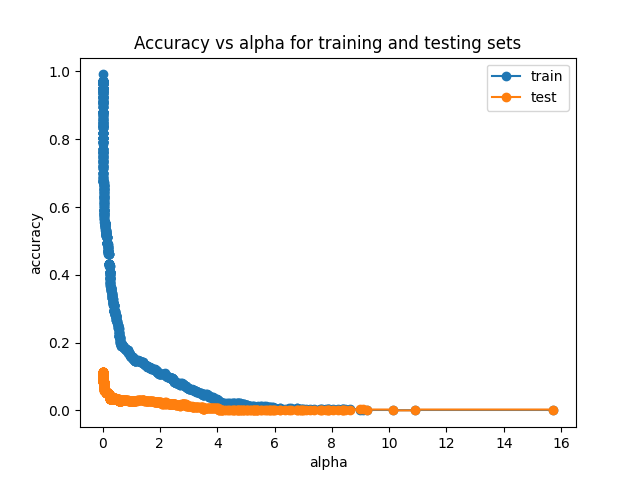 Accuracy vs alpha for training and testing sets
train
test
accuracy
1.0
0.8
0.6
0.4
0.2
0.0
0 2 4 6 8 10 12 14 16
alpha